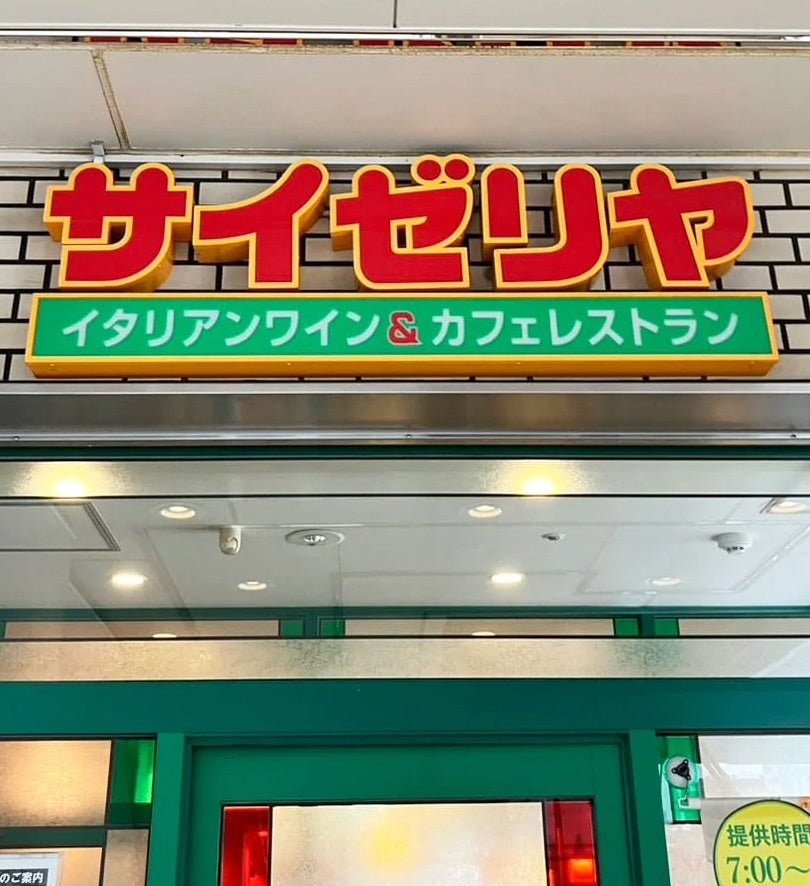 サイゼリヤ
イタリアンワイン&カフェレストラン
提供時間
7:00～
のご案内